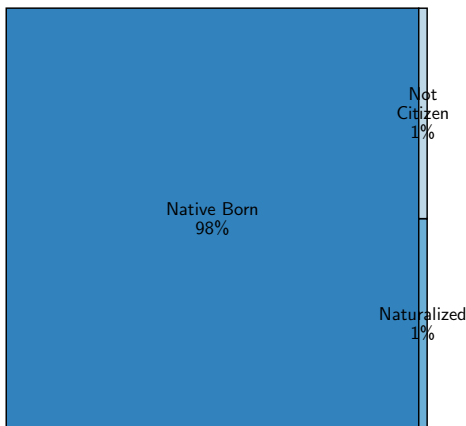 Native Born
98%
Not
Citizen
1%
Naturalized
1%